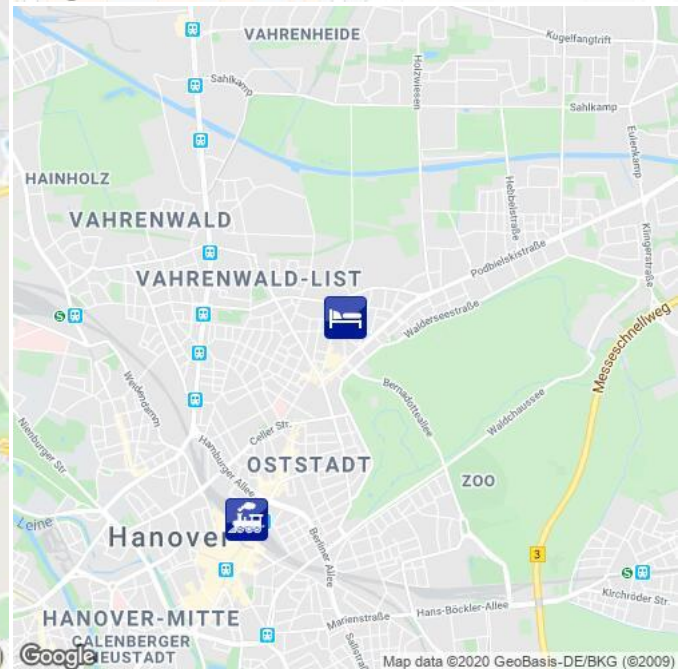 VAHRENHEIDE
Kugelfangtrift
Holzwiesen
Sahlkamp
Sahlkamp
Eulenkamp
HAINHOLZ
Hebbelstraße
VAHRENWALD
Klingerstraße
Podbielskistraße
VAHRENWALD-LIST
Walderseestraße
S
Messeschnellweg
Weidendamm
Bernadotteallee
Waldchaussee
Celler Str.
Nienburger Str.
Hamburger Allee
OSTSTADT
ZOO
Leine
Hanover
Berliner Allee
3
S
Kirchröder Str.
Hans-Böckler-Allee
HANOVER-MITTE
Marienstraße
CALENBERGER
NEUSTADT
Sallstraße
Google
Map data ©2020 GeoBasis-DE/BKG (©2009)